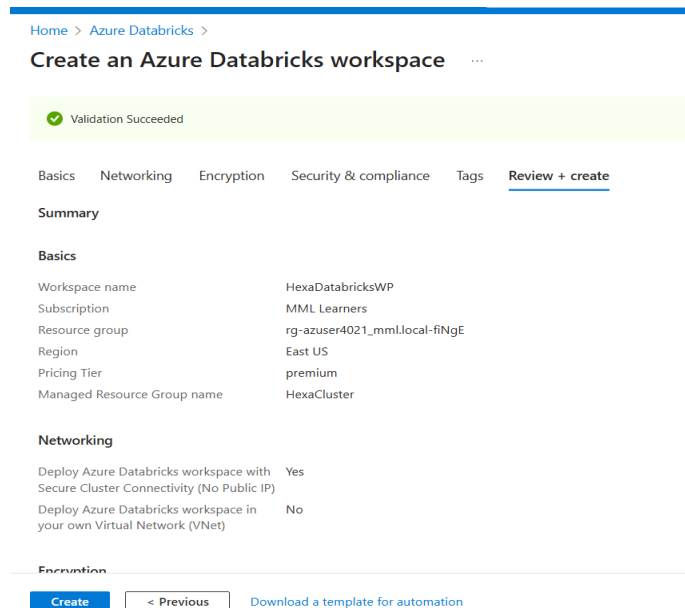 Home > Azure Databricks >
Create an Azure Databricks workspace ...
Validation Succeeded
Basics Networking Encryption Security & compliance Tags Review + create
Summary
Basics
Workspace name HexaDatabricksWP
Subscription MML Learners
Resource group rg-azuser4021_mml.local-fiNgE
Region East US
Pricing Tier premium
Managed Resource Group name HexaCluster
Networking
Deploy Azure Databricks workspace with Yes
Secure Cluster Connectivity (No Public IP)
Deploy Azure Databricks workspace in No
your own Virtual Network (VNet)
Encryption
Create < Previous Download a template for automation